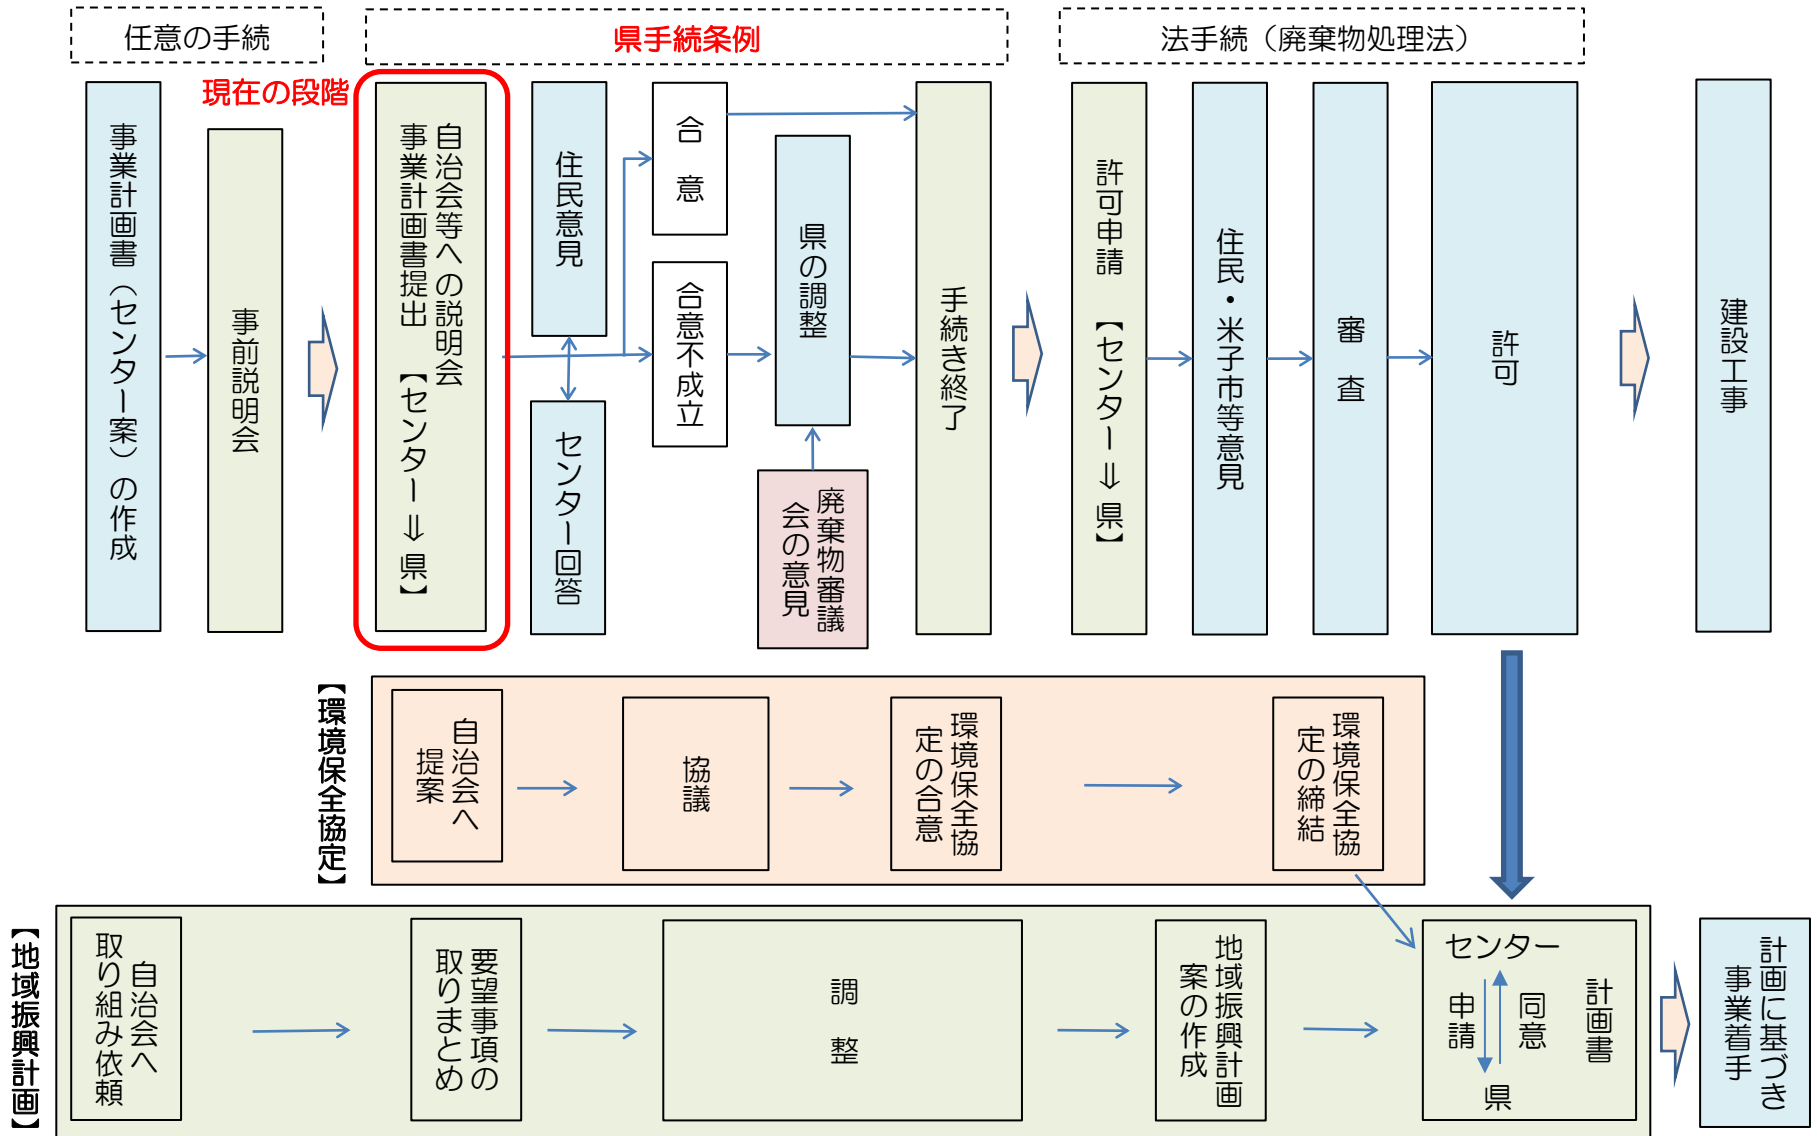 任意の手続
県手続条例
法手続（廃棄物処理法）
現在の段階
事業計画書（センター案）の作成
事前説明会
自治会等への説明会
事業計画書提出　【センター⇒県】
住民意見
センター回答
合　意
合意不成立
県の調整
廃棄物審議
会の意見
手続き終了
許可申請　【センター⇒県】
住民・米子市等意見
審　査
許可
建設工事
【環境保全協定】
自治会へ
提案
協議
環境保全協
定の合意
環境保全協
定の締結
【地域振興計画】
自治会へ
取り組み依頼
要望事項の
取りまとめ
調　整
地域振興計画
案の作成
センター
申請
同意
県
計画書
計画に基づき
事業着手